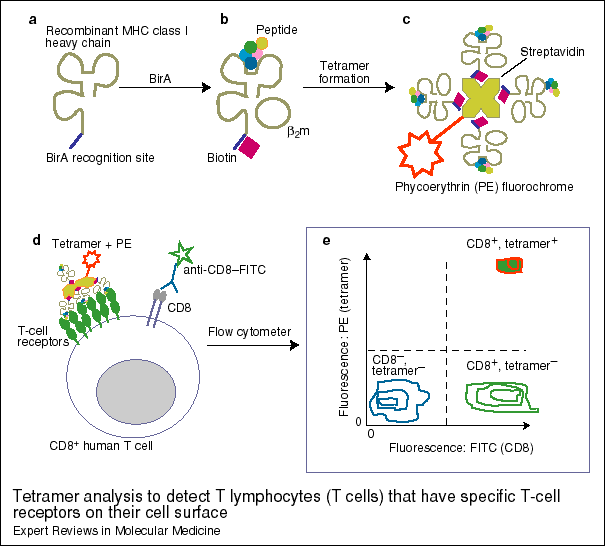 a
Recombinant MHC class I
heavy chain
BirA
BirA recognition site
b
Peptide
β2m
Biotin
Tetramer
formation
c
Streptavidin
Phycoerythrin (PE) fluorochrome
d
Tetramer + PE
anti-CD8–FITC
CD8
T-cell
receptors
CD8+ human T cell
Flow cytometer
e
CD8+, tetramer+
CD8–,
tetramer–
CD8+, tetramer–
Fluorescence: PE (tetramer)
0
0
Fluorescence: FITC (CD8)
Tetramer analysis to detect T lymphocytes (T cells) that have specific T-cell
receptors on their cell surface
Expert Reviews in Molecular Medicine